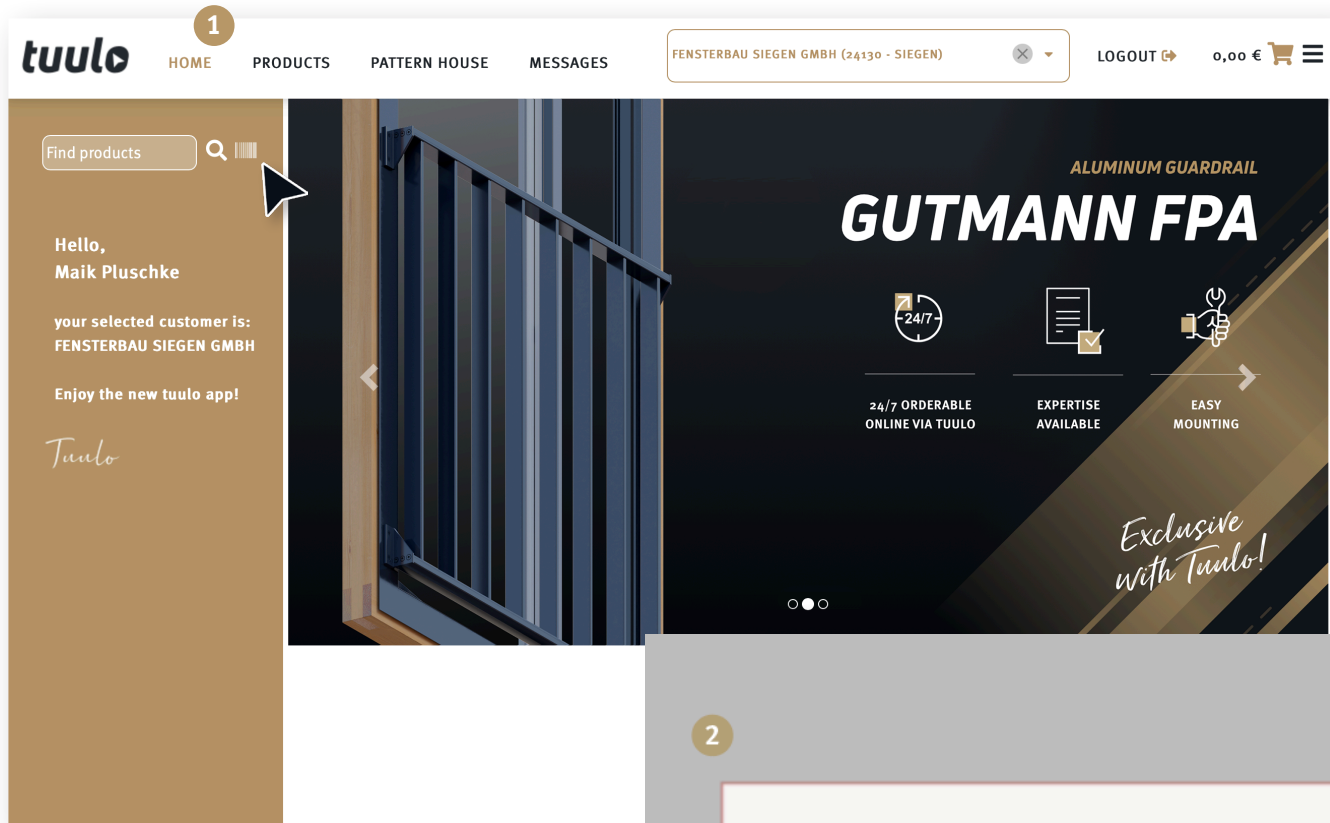 1
tuulo
HOME PRODUCTS PATTERN HOUSE MESSAGES
FENSTERBAU SIEGEN GMBH (24130 - SIEGEN)
LOGOUT
0,00 €
Find products
Hello,
Maik Pluschke
your selected customer is:
FENSTERBAU SIEGEN GMBH
Enjoy the new tuulo app!
Tuulo
ALUMINUM GUARDRAIL
GUTMANN FPA
24/7
24/7 ORDERABLE
ONLINE VIA TUULO
EXPERTISE
AVAILABLE
EASY
MOUNTING
Exclusive
with Tuulo!
2